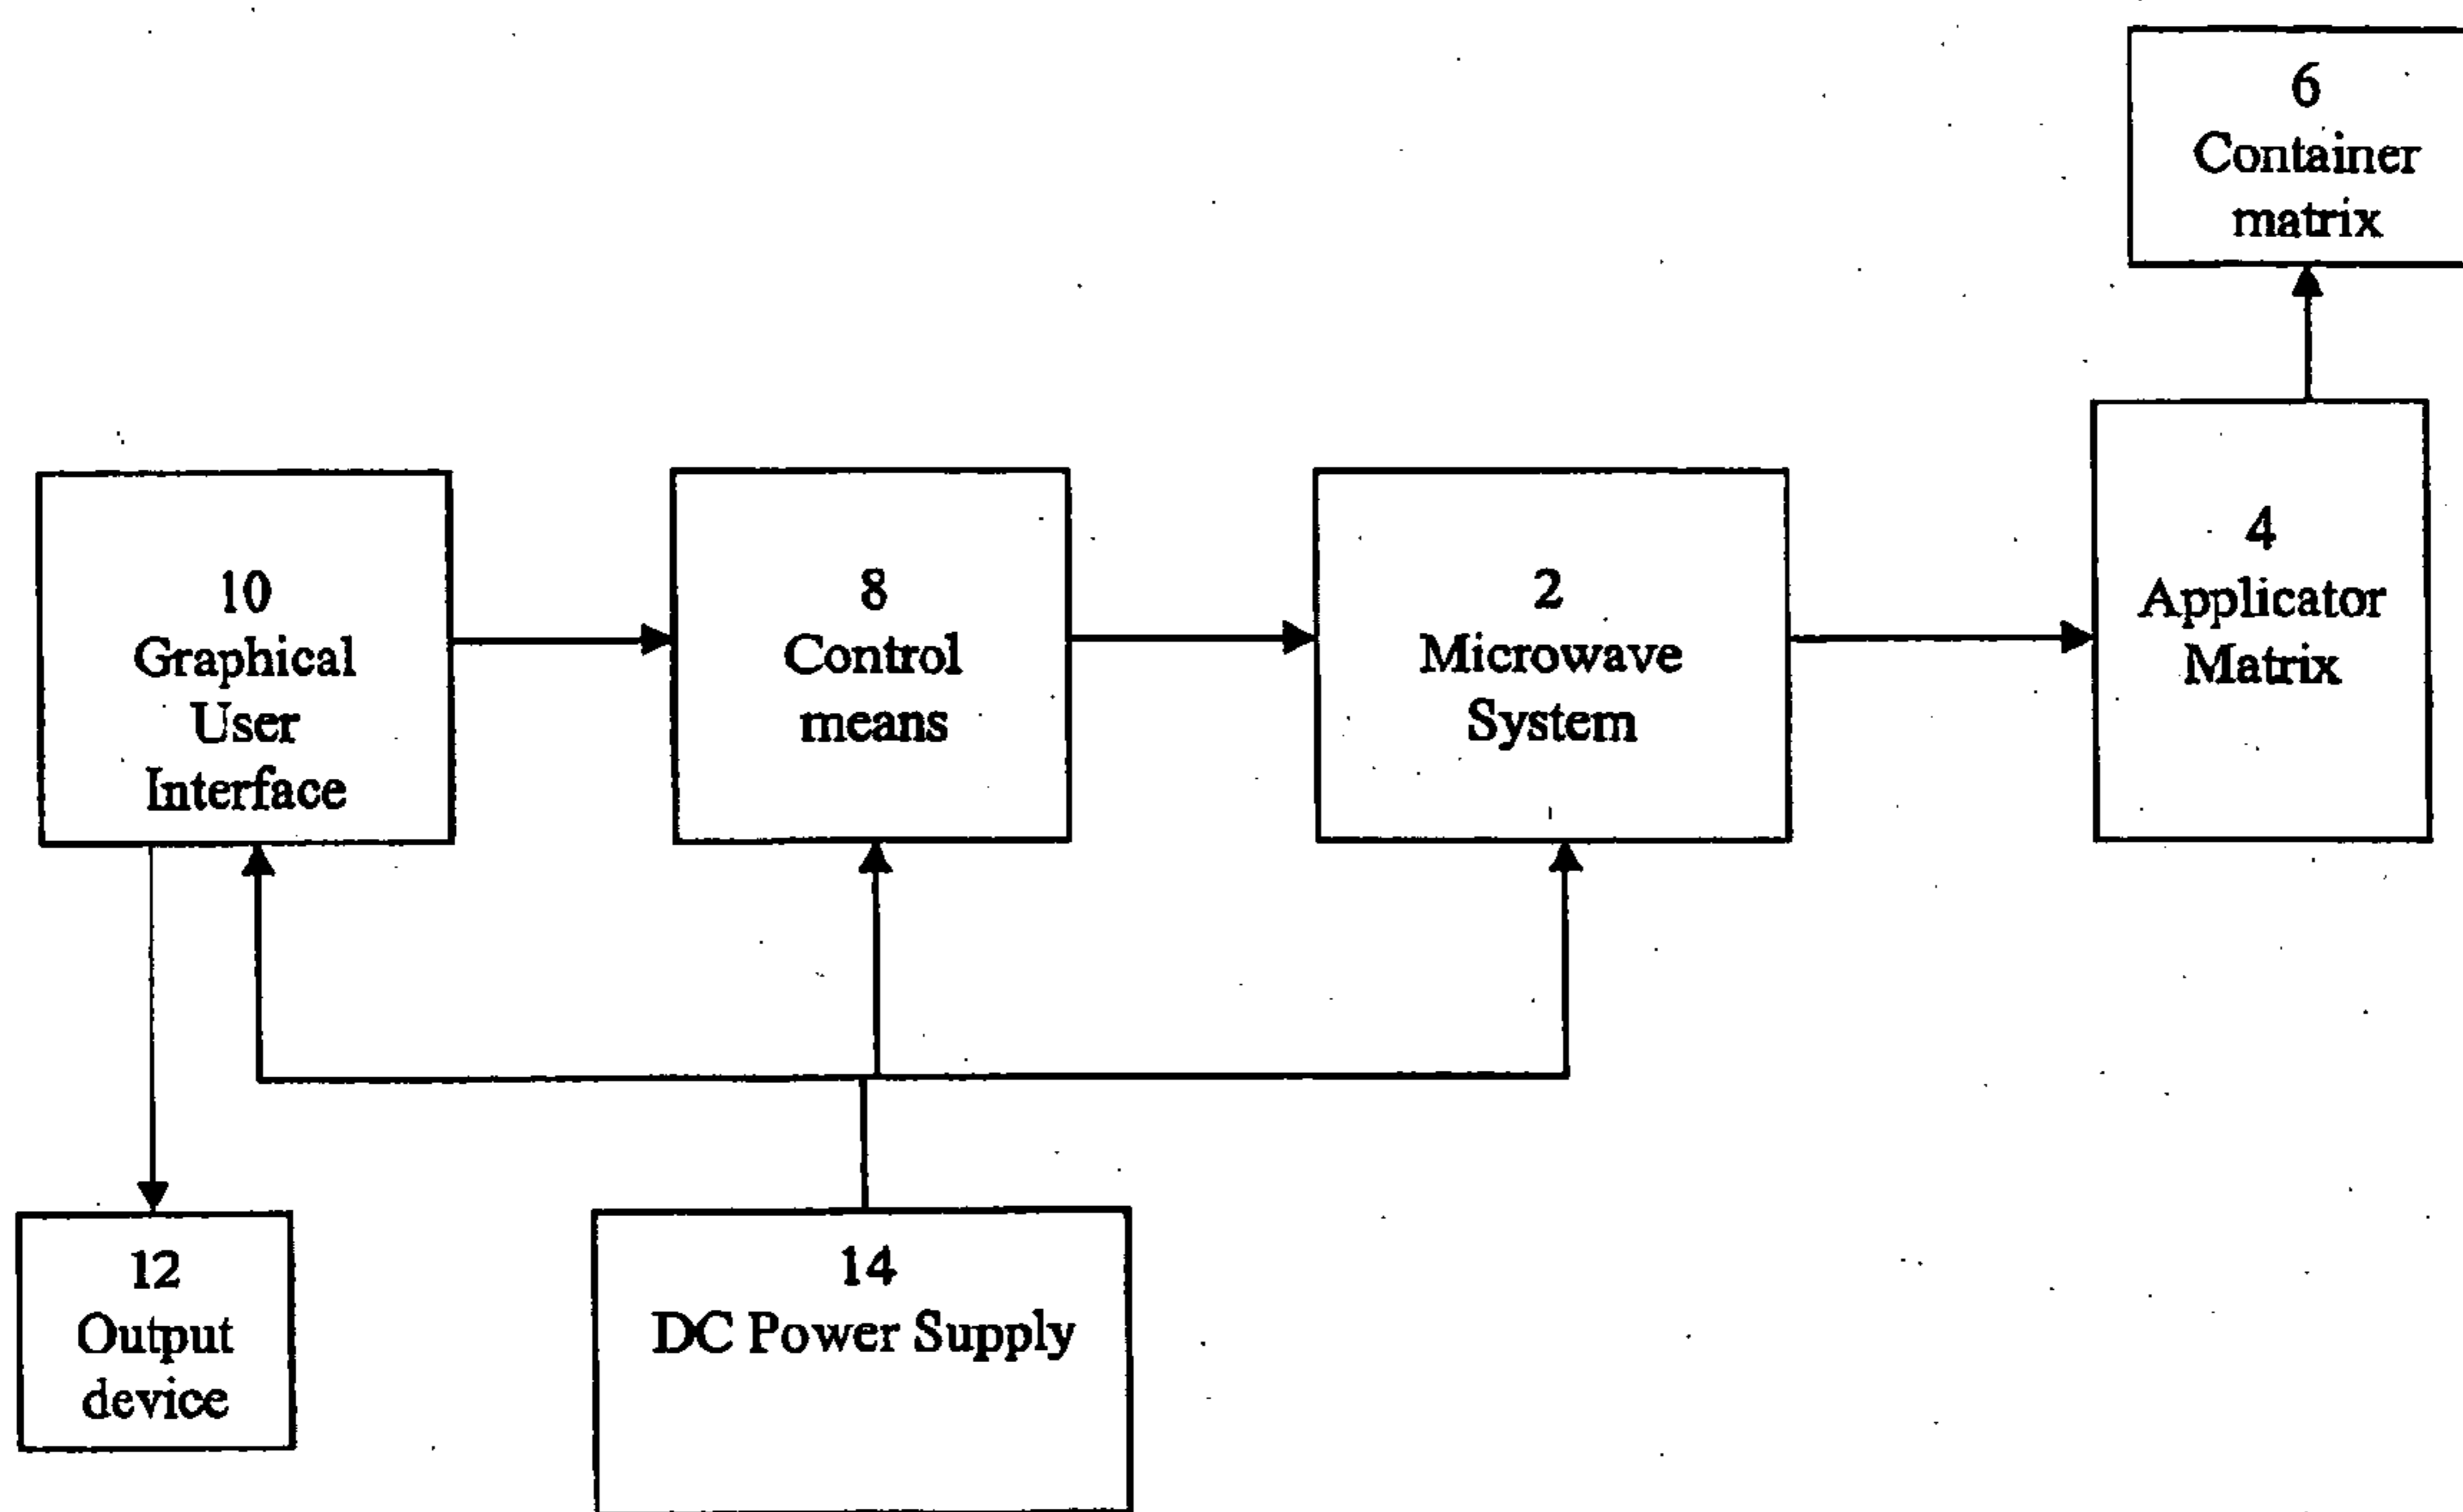 6
Container
matrix
10
Graphical
User
Interface
8
Control
means
2
Microwave
System
4
Applicator
Matrix
12
Output
device
14
DC Power Supply